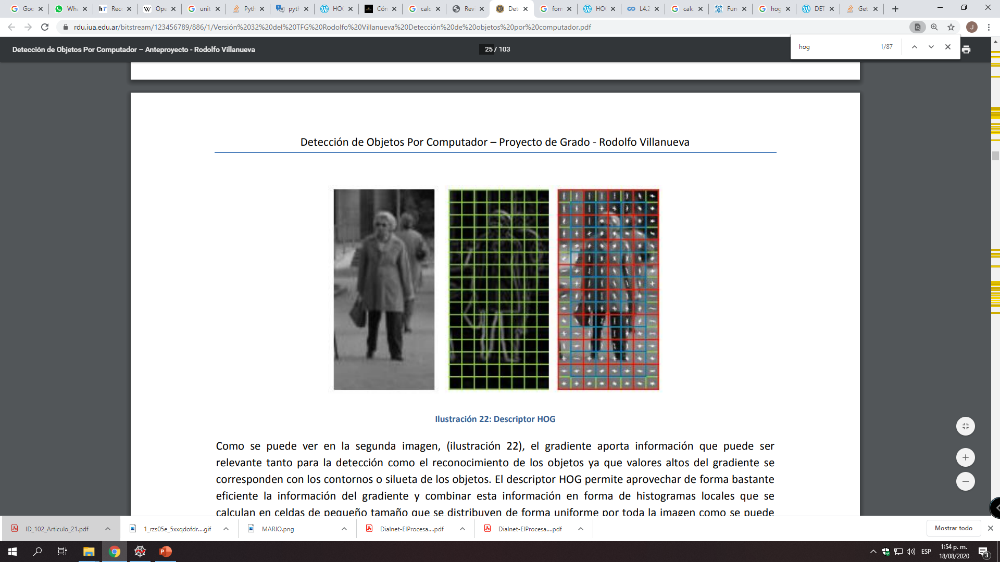 Goc
Wha
Rec
Ope
unit
Pyth
pyth
HOG
Cón
calc
Rev
Det
forn
HOG
L4.2
calc
Fun
hog
DET
Get
rdu.iua.edu.ar/bitstream/123456789/886/1/Versión%2032%20del%20TFG%20Rodolfo%20Villanueva%20Detección%20de%20objetos%20por%20computador.pdf
J
Detección de Objetos Por Computador – Anteproyecto - Rodolfo Villanueva
25 / 103
hog
1/87
Detección de Objetos Por Computador – Proyecto de Grado - Rodolfo Villanueva
Ilustración 22: Descriptor HOG
Como se puede ver en la segunda imagen, (ilustración 22), el gradiente aporta información que puede ser
relevante tanto para la detección como el reconocimiento de los objetos ya que valores altos del gradiente se
corresponden con los contornos o silueta de los objetos. El descriptor HOG permite aprovechar de forma bastante
eficiente la información del gradiente y combinar esta información en forma de histogramas locales que se
calculan en celdas de pequeño tamaño que se distribuyen de forma uniforme por toda la imagen como se puede
ID_102_Articulo_21.pdf
1_rzs05e_5xxqdofdr....gif
MARIO.png
Dialnet-ElProcesa....pdf
Dialnet-ElProcesa....pdf
Mostrar todo
ESP
1:54 p. m.
18/08/2020
3